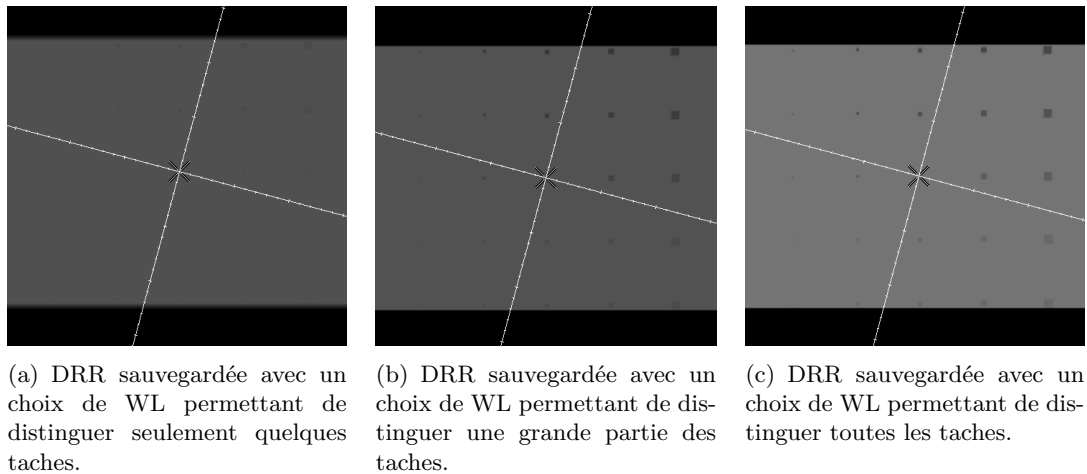 (a) DRR sauvegardée avec un
choix de WL permettant de
distinguer seulement quelques
taches.
(b) DRR sauvegardée avec un
choix de WL permettant de dis-
tinguer une grande partie des
taches.
(c) DRR sauvegardée avec un
choix de WL permettant de dis-
tinguer toutes les taches.